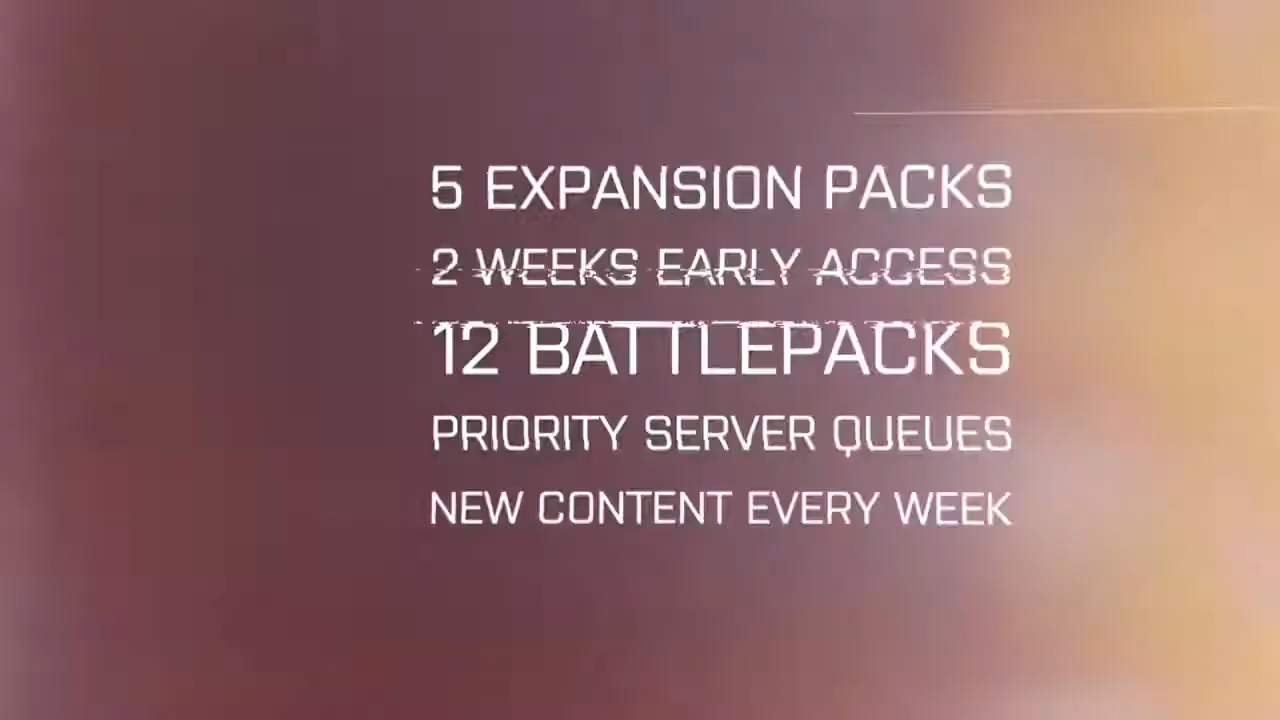 5 EXPANSION PACKS
2 WEEKS EARLY ACCESS
12 BATTLEPACKS
PRIORITY SERVER QUEUES
NEW CONTENT EVERY WEEK